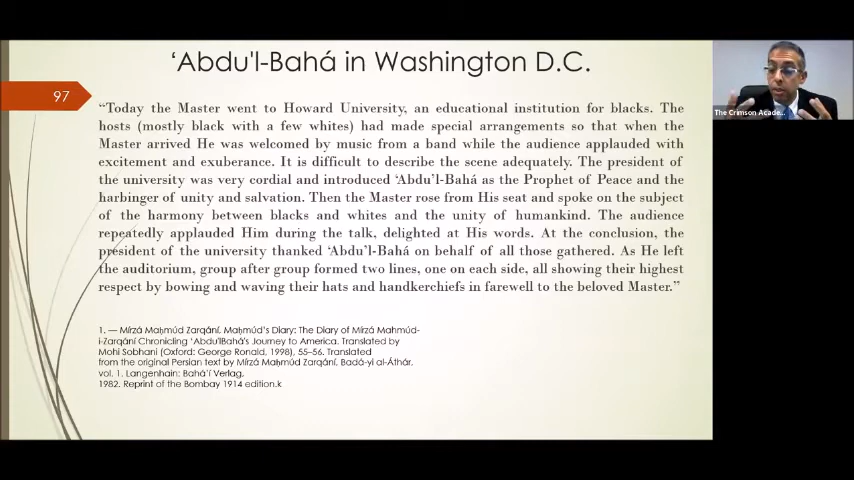 ‘Abdu'l-Bahá in Washington D.C.
97
“Today the Master went to Howard University, an educational institution for blacks. The
hosts (mostly black with a few whites) had made special arrangements so that when the
Master arrived He was welcomed by music from a band while the audience applauded with
excitement and exuberance. It is difficult to describe the scene adequately. The president of
the university was very cordial and introduced ‘Abdu’l-Bahá as the Prophet of Peace and the
harbinger of unity and salvation. Then the Master rose from His seat and spoke on the subject
of the harmony between blacks and whites and the unity of humankind. The audience
repeatedly applauded Him during the talk, delighted at His words. At the conclusion, the
president of the university thanked ‘Abdu’l-Bahá on behalf of all those gathered. As He left
the auditorium, group after group formed two lines, one on each side, all showing their highest
respect by bowing and waving their hats and handkerchiefs in farewell to the beloved Master.”
1. — Mírzá Maḥmúd Zarqání. Maḥmúd's Diary: The Diary of Mírzá Mahmúd-
i-Zarqání Chronicling ‘Abdu'lBahá's Journey to America. Translated by
Mohi Sobhani (Oxford: George Ronald, 1998), 55–56. Translated
from the original Persian text by Mírzá Maḥmúd Zarqání, Badá-yi al-Áthár,
vol. 1. Langenhain: Bahá’í Verlag,
1982. Reprint of the Bombay 1914 edition.k
The Crimson Acade...